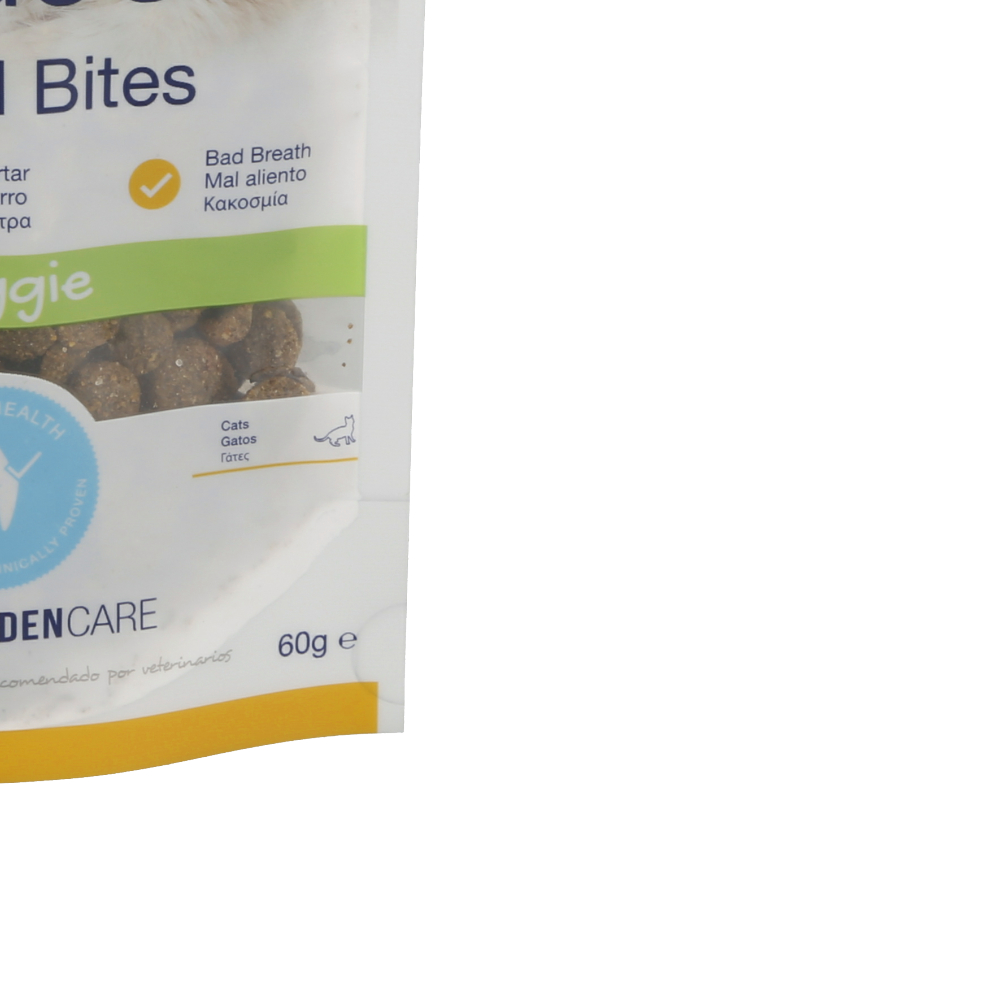 Bites
rtar
rro
τρα
Bad Breath
Mal aliento
Κακοσμία
ggie
Cats
Gatos
Γάτες
HEALTH
NICALLY PROVEN
DENCARE
comendado por veterinarios
60g ℮